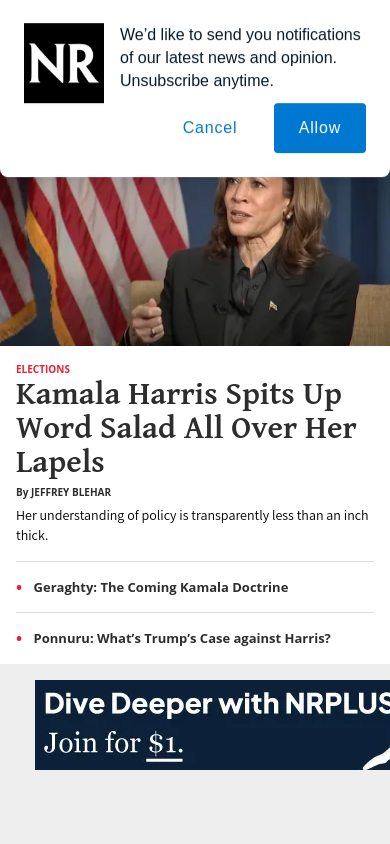 NR
We’d like to send you notifications
of our latest news and opinion.
Unsubscribe anytime.
Cancel
Allow
ELECTIONS
Kamala Harris Spits Up
Word Salad All Over Her
Lapels
By JEFFREY BLEHAR
Her understanding of policy is transparently less than an inch
thick.
• Geraghty: The Coming Kamala Doctrine
• Ponnuru: What’s Trump’s Case against Harris?
Dive Deeper with NRPLUS
Join for $1.